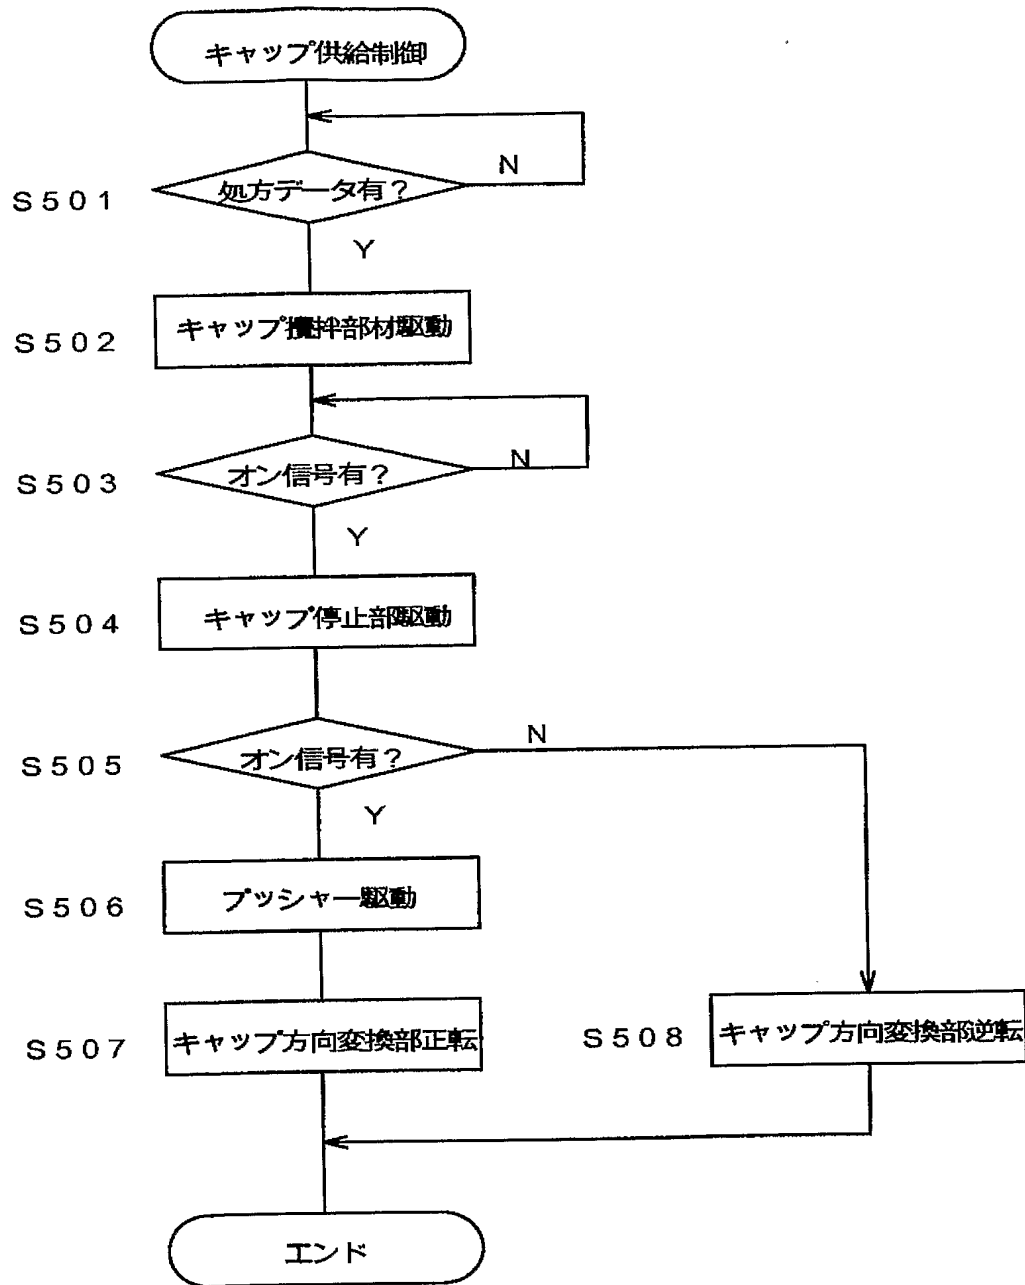 キャップ供給制御
N
S501
処方データ有?
Y
S502
キャップ攪拌部材駆動
N
S503
オン信号有?
Y
S504
キャップ停止部駆動
N
S505
オン信号有?
Y
S506
プッシャー駆動
S507
キャップ方向変換部正転
S508
キャップ方向変換部逆転
エンド